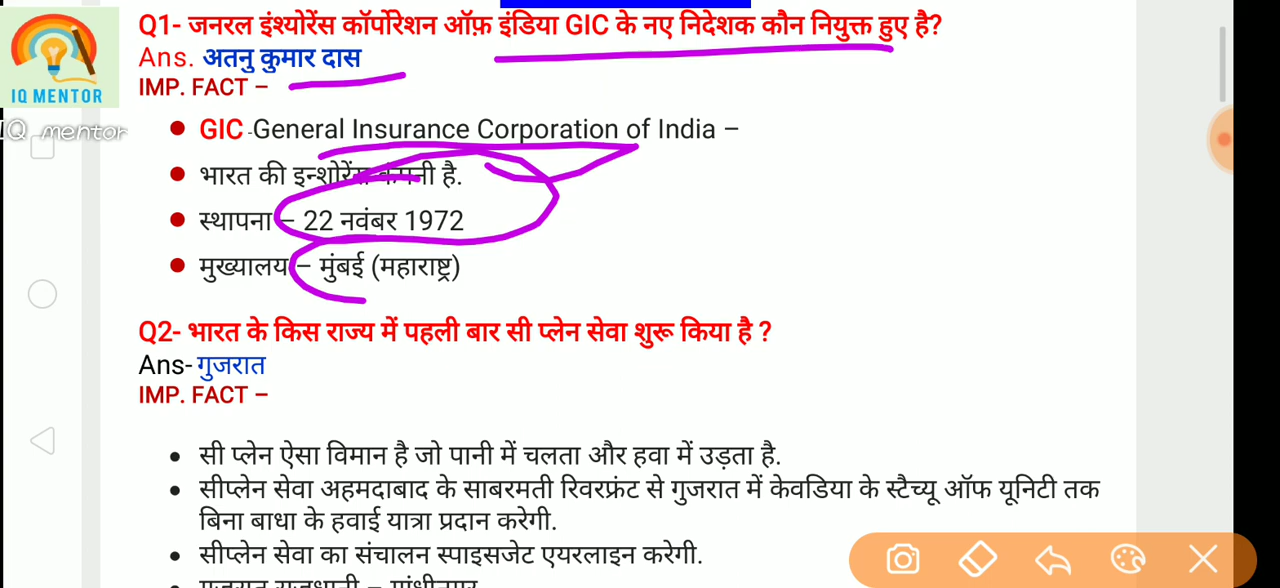 Q1- जनरल इंश्योरेंस कॉर्पोरेशन ऑफ़ इंडिया GIC के नए निदेशक कौन नियुक्त हुए है?
Ans. अतनु कुमार दास
IMP. FACT –
IQ MENTOR
IQ mentor
GIC -General Insurance Corporation of India –
भारत की इन्शोरेंस कंपनी है.
स्थापना – 22 नवंबर 1972
मुख्यालय – मुंबई (महाराष्ट्र)
Q2- भारत के किस राज्य में पहली बार सी प्लेन सेवा शुरू किया है ?
Ans- गुजरात
IMP. FACT –
सी प्लेन ऐसा विमान है जो पानी में चलता और हवा में उड़ता है.
सीप्लेन सेवा अहमदाबाद के साबरमती रिवरफ्रंट से गुजरात में केवडिया के स्टैच्यू ऑफ यूनिटी तक
बिना बाधा के हवाई यात्रा प्रदान करेगी.
सीप्लेन सेवा का संचालन स्पाइसजेट एयरलाइन करेगी.